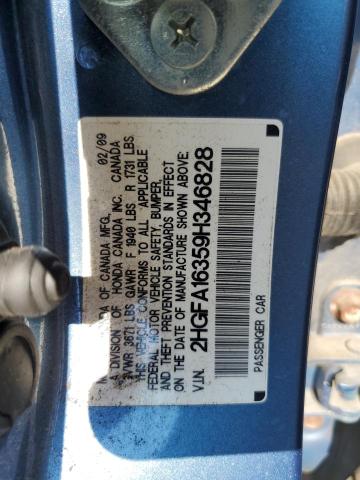 OF CANADA MFG. 02/09
A DIVISION OF HONDA CANADA INC. CANADA
GVWR 3671 LBS GAWR F 1940 LBS R 1731 LBS
THIS VEHICLE CONFORMS TO ALL APPLICABLE
FEDERAL MOTOR VEHICLE SAFETY, BUMPER,
AND THEFT PREVENTION STANDARDS IN EFFECT
ON THE DATE OF MANUFACTURE SHOWN ABOVE.
V.I.N. 2HGFA16359H346828
PASSENGER CAR